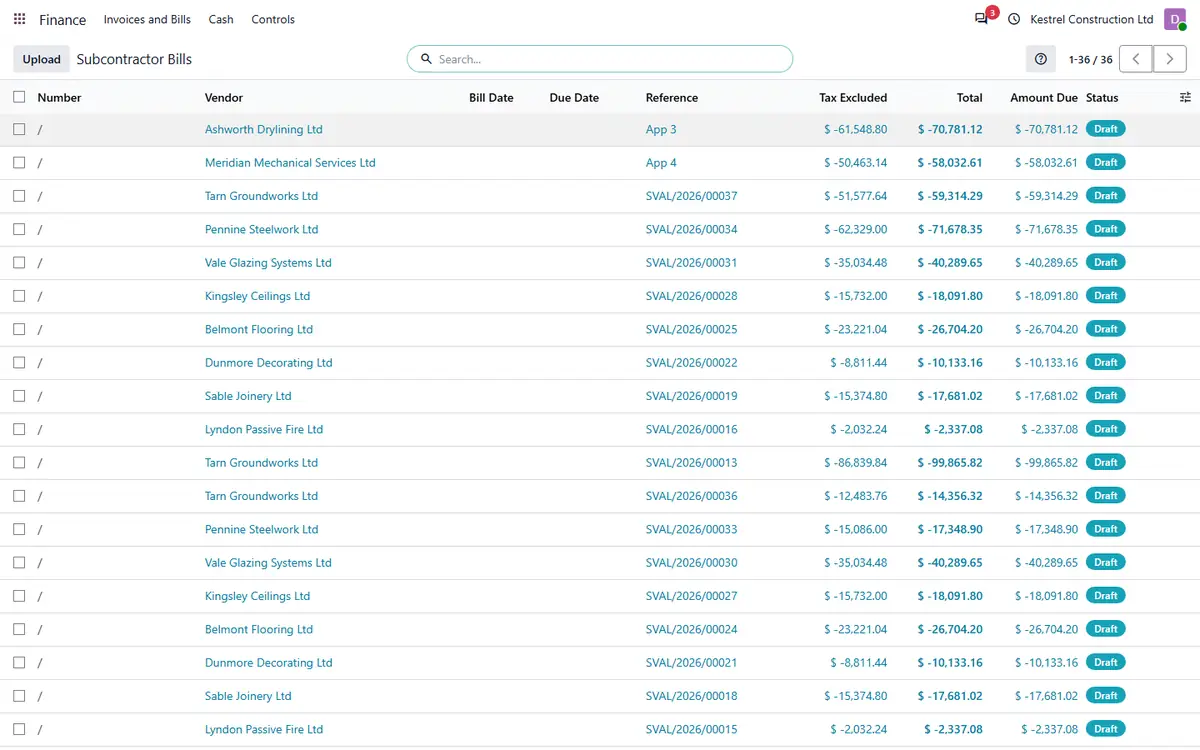 Finance Invoices and Bills Cash Controls 3 Kestrel Construction Ltd D
Upload Subcontractor Bills Search... 1-36 / 36
Number Vendor Bill Date Due Date Reference Tax Excluded Total Amount Due Status
/ Ashworth Drylining Ltd App 3 $ -61,548.80 $ -70,781.12 $ -70,781.12 Draft
/ Meridian Mechanical Services Ltd App 4 $ -50,463.14 $ -58,032.61 $ -58,032.61 Draft
/ Tarn Groundworks Ltd SVAL/2026/00037 $ -51,577.64 $ -59,314.29 $ -59,314.29 Draft
/ Pennine Steelwork Ltd SVAL/2026/00034 $ -62,329.00 $ -71,678.35 $ -71,678.35 Draft
/ Vale Glazing Systems Ltd SVAL/2026/00031 $ -35,034.48 $ -40,289.65 $ -40,289.65 Draft
/ Kingsley Ceilings Ltd SVAL/2026/00028 $ -15,732.00 $ -18,091.80 $ -18,091.80 Draft
/ Belmont Flooring Ltd SVAL/2026/00025 $ -23,221.04 $ -26,704.20 $ -26,704.20 Draft
/ Dunmore Decorating Ltd SVAL/2026/00022 $ -8,811.44 $ -10,133.16 $ -10,133.16 Draft
/ Sable Joinery Ltd SVAL/2026/00019 $ -15,374.80 $ -17,681.02 $ -17,681.02 Draft
/ Lyndon Passive Fire Ltd SVAL/2026/00016 $ -2,032.24 $ -2,337.08 $ -2,337.08 Draft
/ Tarn Groundworks Ltd SVAL/2026/00013 $ -86,839.84 $ -99,865.82 $ -99,865.82 Draft
/ Tarn Groundworks Ltd SVAL/2026/00036 $ -12,483.76 $ -14,356.32 $ -14,356.32 Draft
/ Pennine Steelwork Ltd SVAL/2026/00033 $ -15,086.00 $ -17,348.90 $ -17,348.90 Draft
/ Vale Glazing Systems Ltd SVAL/2026/00030 $ -35,034.48 $ -40,289.65 $ -40,289.65 Draft
/ Kingsley Ceilings Ltd SVAL/2026/00027 $ -15,732.00 $ -18,091.80 $ -18,091.80 Draft
/ Belmont Flooring Ltd SVAL/2026/00024 $ -23,221.04 $ -26,704.20 $ -26,704.20 Draft
/ Dunmore Decorating Ltd SVAL/2026/00021 $ -8,811.44 $ -10,133.16 $ -10,133.16 Draft
/ Sable Joinery Ltd SVAL/2026/00018 $ -15,374.80 $ -17,681.02 $ -17,681.02 Draft
/ Lyndon Passive Fire Ltd SVAL/2026/00015 $ -2,032.24 $ -2,337.08 $ -2,337.08 Draft